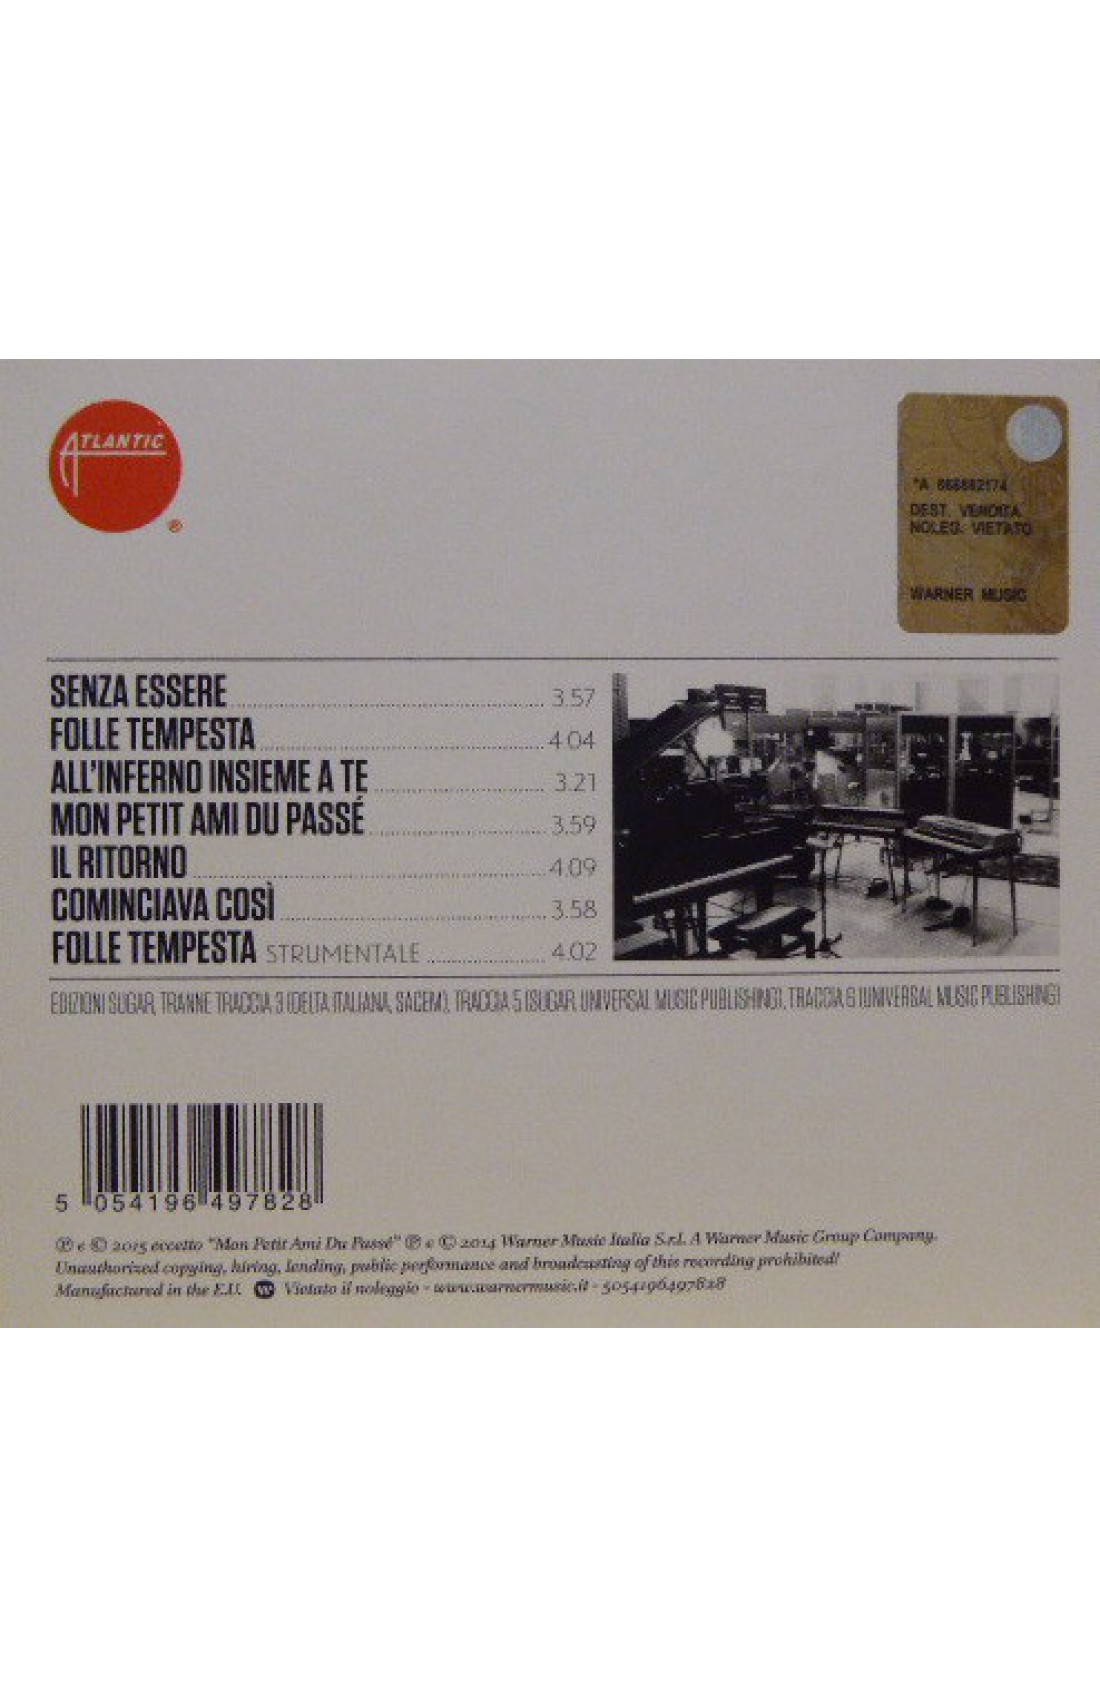 ATLANTIC
®
DEST. VENDITA
NOLEG. VIETATO
WARNER MUSIC
SENZA ESSERE 3.57
FOLLE TEMPESTA 4.04
ALL'INFERNO INSIEME A TE 3.21
MON PETIT AMI DU PASSÉ 3.59
IL RITORNO 4.09
COMINCIAVA COSÌ 3.58
FOLLE TEMPESTA STRUMENTALE 4.02
EDIZIONI SUGAR, TRANNE TRACCIA 3 (DELTA ITALIANA, SACEM), TRACCIA 5 (SUGAR, UNIVERSAL MUSIC PUBLISHING), TRACCIA 6 (UNIVERSAL MUSIC PUBLISHING)
5 054196 497828
℗ e © 2015 eccetto "Mon Petit Ami Du Passé" ℗ e © 2014 Warner Music Italia S.r.l. A Warner Music Group Company.
Unauthorized copying, hiring, lending, public performance and broadcasting of this recording prohibited!
Manufactured in the E.U. Vietato il noleggio - www.warnermusic.it - 5054196497828